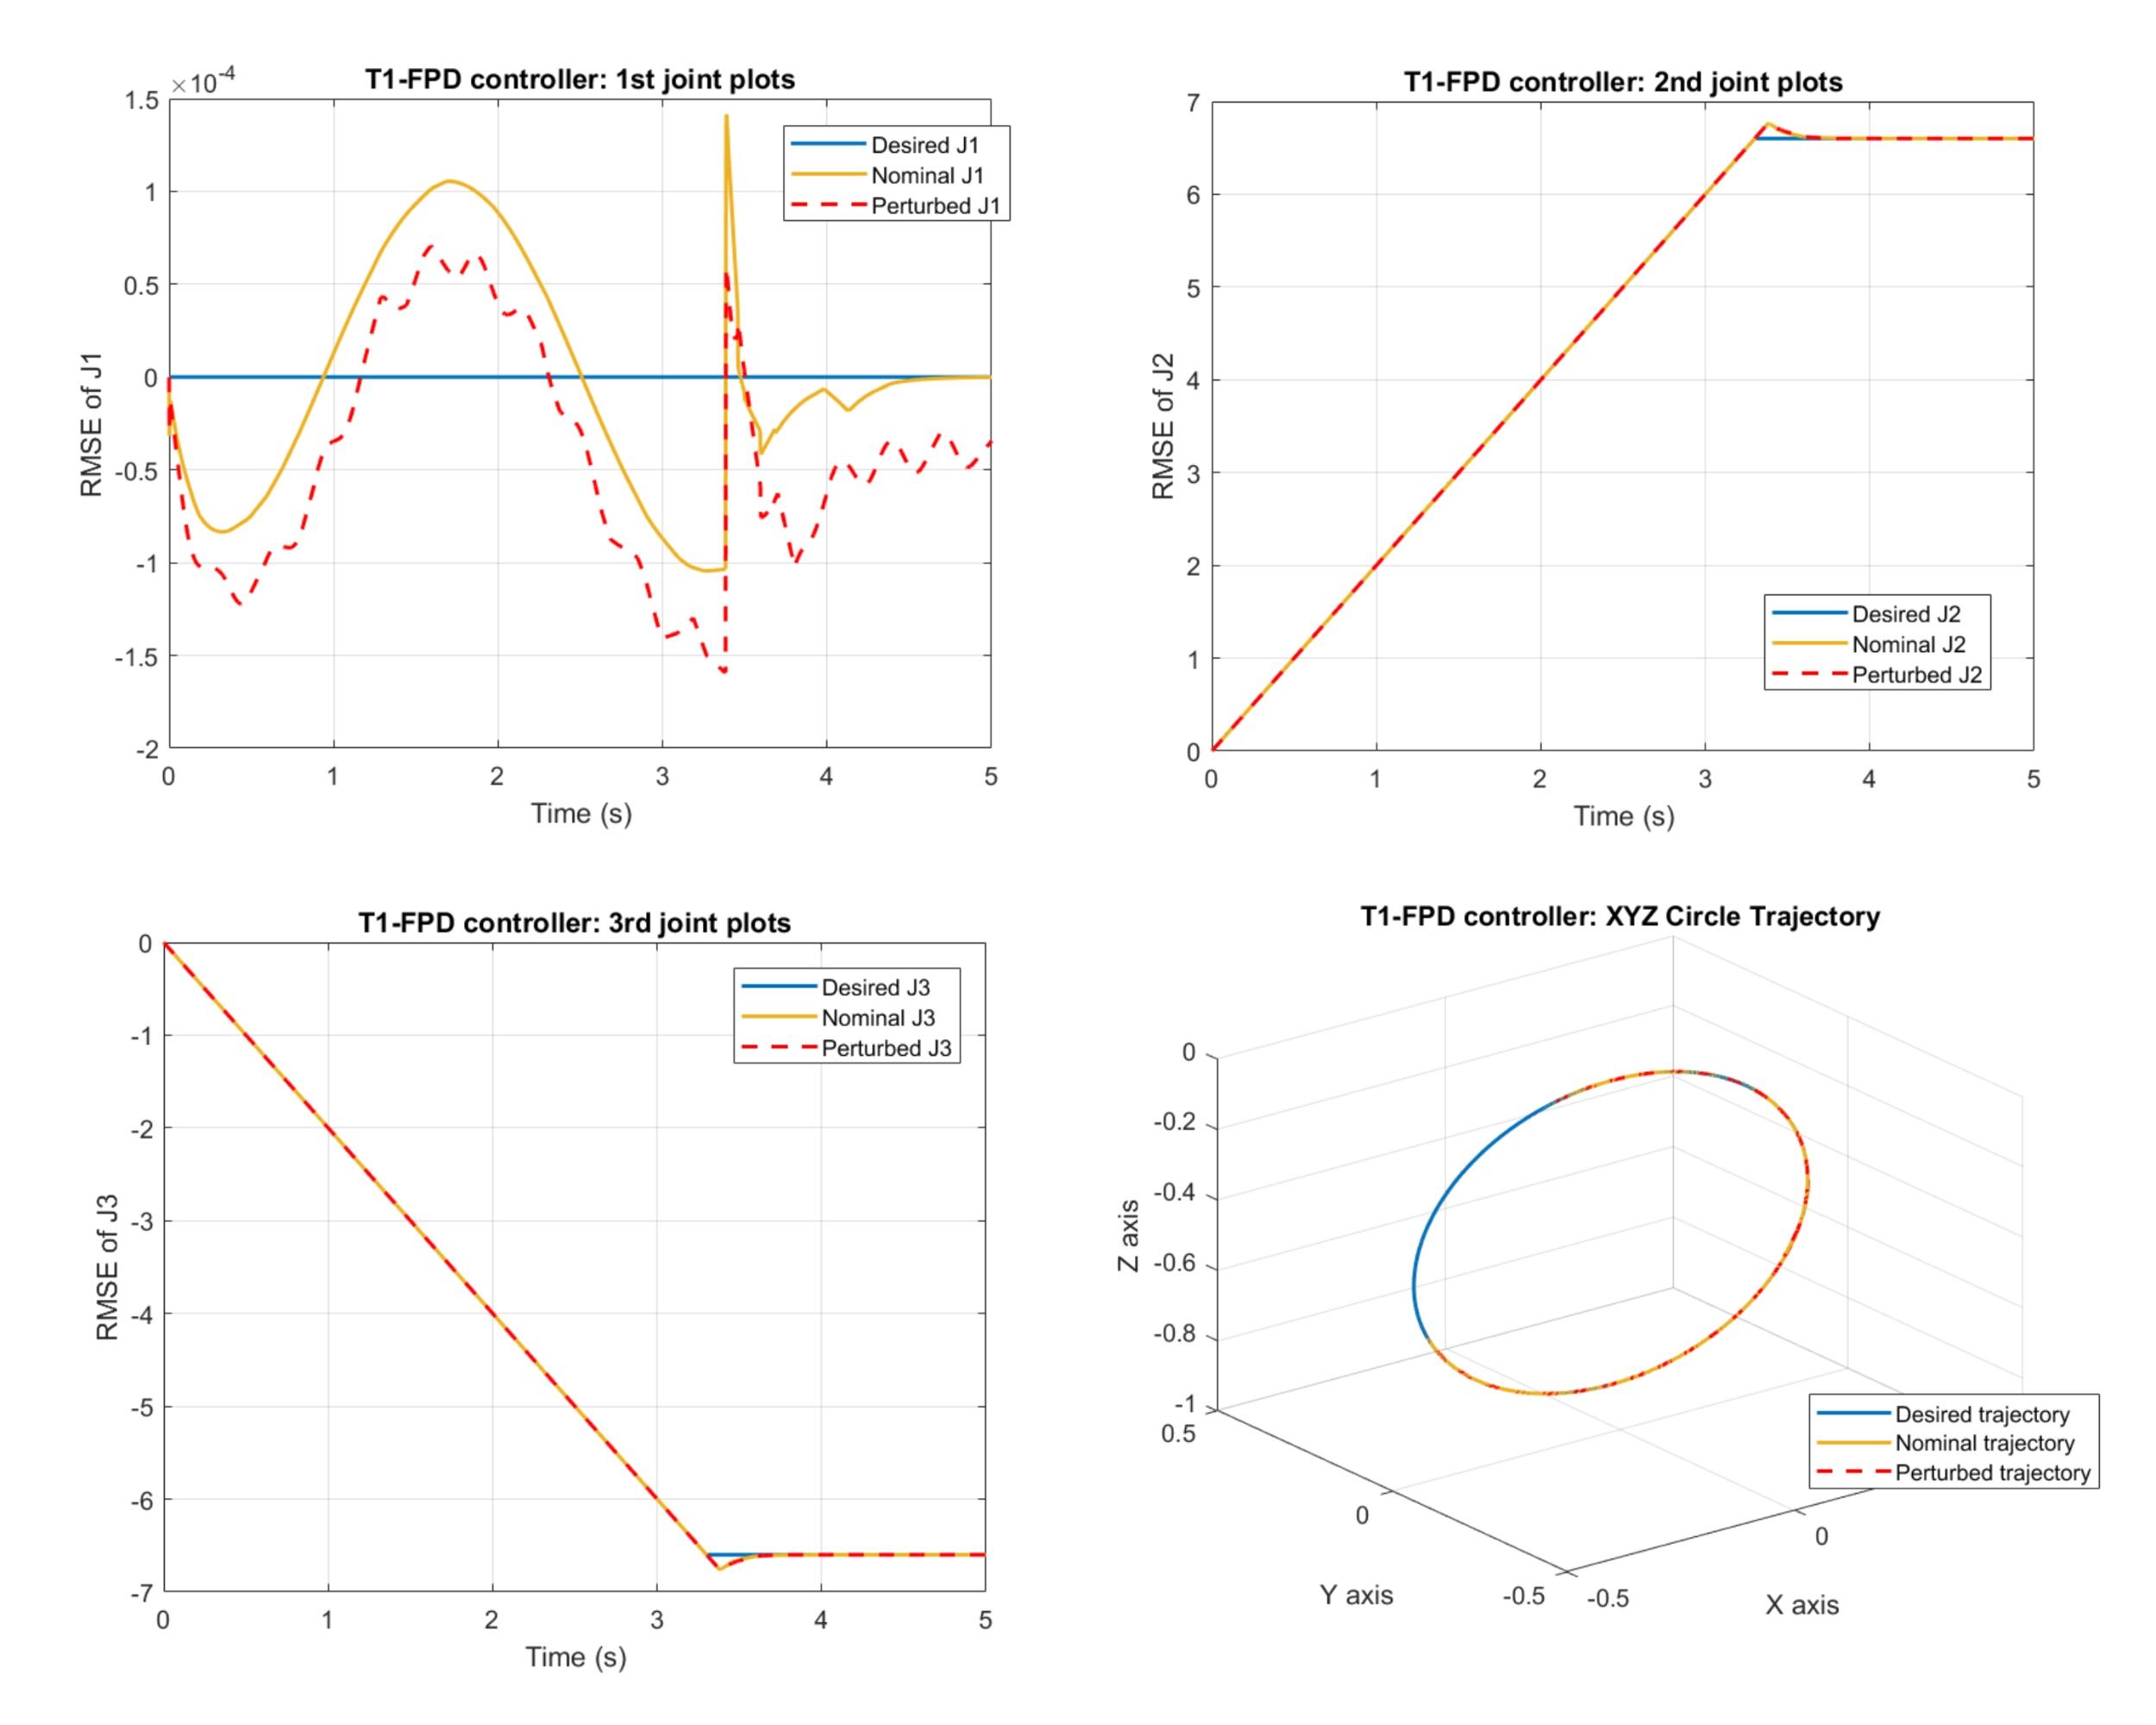 T1-FPD controller: 1st joint plots
×10-4
1.5
1
0.5
0
-0.5
-1
-1.5
-2
RMSE of J1
0 1 2 3 4 5
Time (s)
Desired J1
Nominal J1
Perturbed J1
T1-FPD controller: 2nd joint plots
7
6
5
4
3
2
1
0
RMSE of J2
0 1 2 3 4 5
Time (s)
Desired J2
Nominal J2
Perturbed J2
T1-FPD controller: 3rd joint plots
0
-1
-2
-3
-4
-5
-6
-7
RMSE of J3
0 1 2 3 4 5
Time (s)
Desired J3
Nominal J3
Perturbed J3
T1-FPD controller: XYZ Circle Trajectory
0
-0.2
-0.4
-0.6
-0.8
-1
Z axis
0.5
0
-0.5
Y axis
-0.5
0
X axis
Desired trajectory
Nominal trajectory
Perturbed trajectory